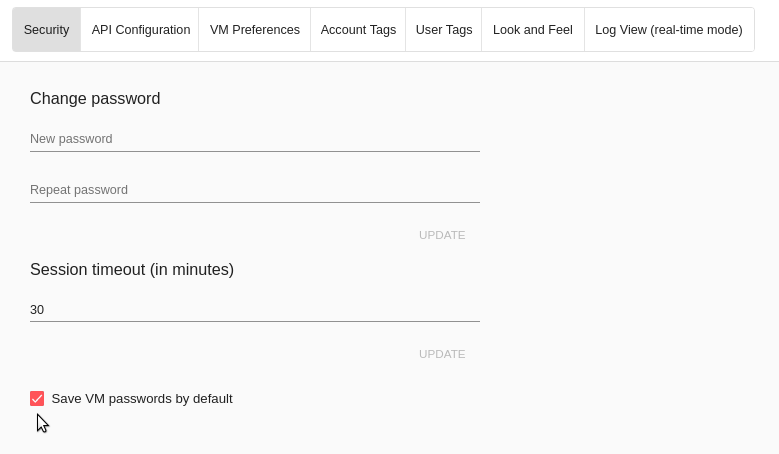 Security API Configuration VM Preferences Account Tags User Tags Look and Feel Log View (real-time mode)
Change password
New password
Repeat password
UPDATE
Session timeout (in minutes)
30
UPDATE
Save VM passwords by default